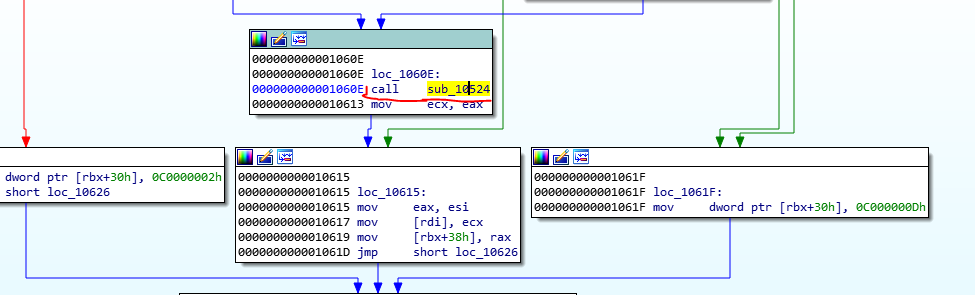 000000000001060E
000000000001060E loc_1060E:
000000000001060E call sub_10524
0000000000010613 mov ecx, eax
dword ptr [rbx+30h], 0C0000002h
short loc_10626
0000000000010615
0000000000010615 loc_10615:
0000000000010615 mov eax, esi
0000000000010617 mov [rdi], ecx
0000000000010619 mov [rbx+38h], rax
000000000001061D jmp short loc_10626
000000000001061F
000000000001061F loc_1061F:
000000000001061F mov dword ptr [rbx+30h], 0C000000Dh